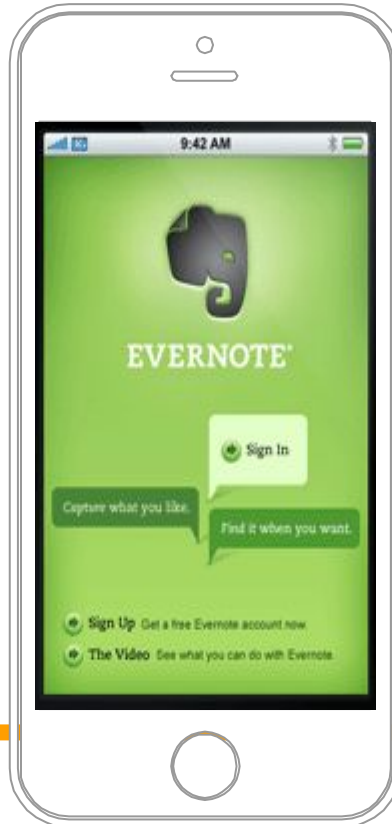 9:42 AM
EVERNOTE
Sign In
Capture what you like.
Find it when you want.
Sign Up Get a free Evernote account now
The Video See what you can do with Evernote.